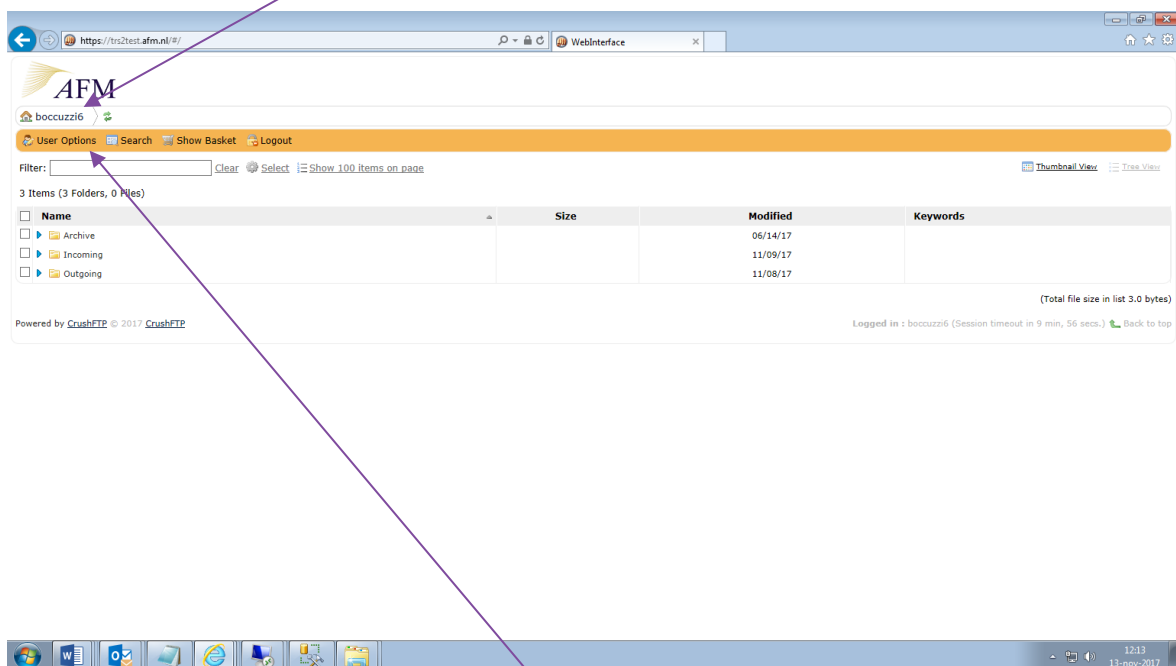 https://trs2test.afm.nl/#/ WebInterface
AFM
boccuzzi6
User Options Search Show Basket Logout
Filter: Clear Select Show 100 items on page Thumbnail View Tree View
3 Items (3 Folders, 0 Files)
Name Size Modified Keywords
Archive 06/14/17
Incoming 11/09/17
Outgoing 11/08/17
(Total file size in list 3.0 bytes)
Powered by CrushFTP © 2017 CrushFTP Logged in : boccuzzi6 (Session timeout in 9 min, 56 secs.) Back to top
12:13
13-nov-2017